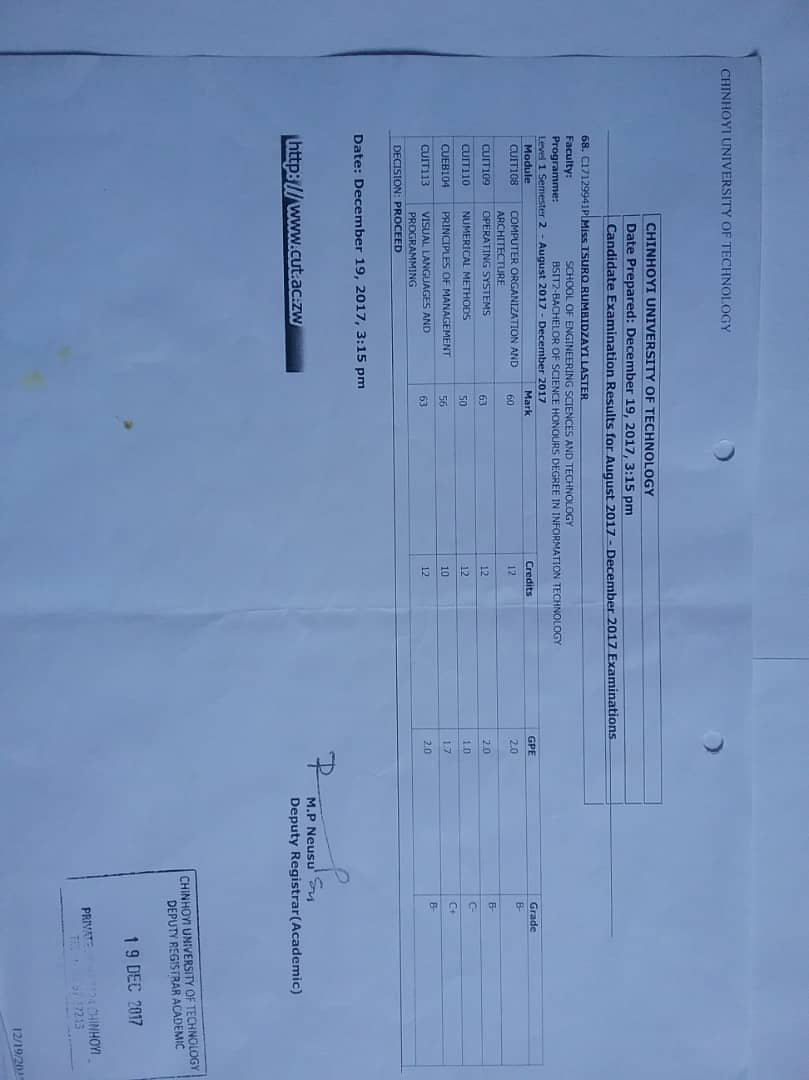 CHINHOYI UNIVERSITY OF TECHNOLOGY
CHINHOYI UNIVERSITY OF TECHNOLOGY
Date Prepared: December 19, 2017, 3:15 pm
Candidate Examination Results for August 2017 - December 2017 Examinations
68. C17129941P Miss TSURO RUMBIDZAYI LASTER
Faculty: SCHOOL OF ENGINEERING SCIENCES AND TECHNOLOGY
Programme: BSIT2-BACHELOR OF SCIENCE HONOURS DEGREE IN INFORMATION TECHNOLOGY
Level 1 Semester 2 - August 2017 - December 2017
Module Mark Credits GPE Grade
CUIT108 COMPUTER ORGANIZATION AND 60 12 2.0 B-
ARCHITECTURE
CUIT109 OPERATING SYSTEMS 63 12 2.0 B-
CUIT110 NUMERICAL METHODS 50 12 1.0 C-
CUEB104 PRINCIPLES OF MANAGEMENT 56 10 1.7 C+
CUIT113 VISUAL LANGUAGES AND 63 12 2.0 B-
PROGRAMMING
DECISION: PROCEED
Date: December 19, 2017, 3:15 pm
M.P Neusu
Deputy Registrar(Academic)
http:///www.cut.ac.zw
CHINHOYI UNIVERSITY OF TECHNOLOGY
DEPUTY REGISTRAR ACADEMIC
19 DEC 2017
PRIVATE CHINHOYI